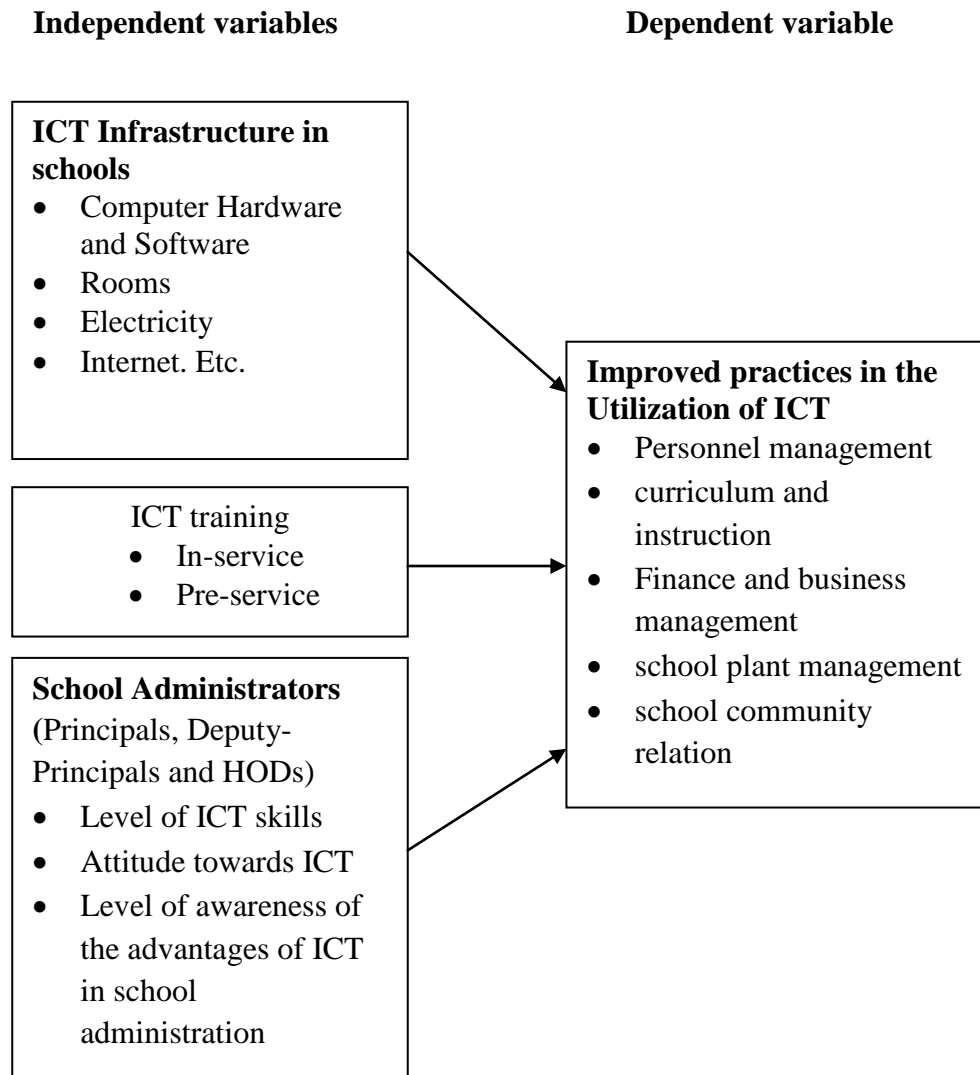 Independent variables
Dependent variable
ICT Infrastructure in
schools
• Computer Hardware
and Software
• Rooms
• Electricity
• Internet. Etc.
ICT training
• In-service
• Pre-service
School Administrators
(Principals, Deputy-
Principals and HODs)
• Level of ICT skills
• Attitude towards ICT
• Level of awareness of
the advantages of ICT
in school
administration
Improved practices in the
Utilization of ICT
• Personnel management
• curriculum and
instruction
• Finance and business
management
• school plant management
• school community
relation